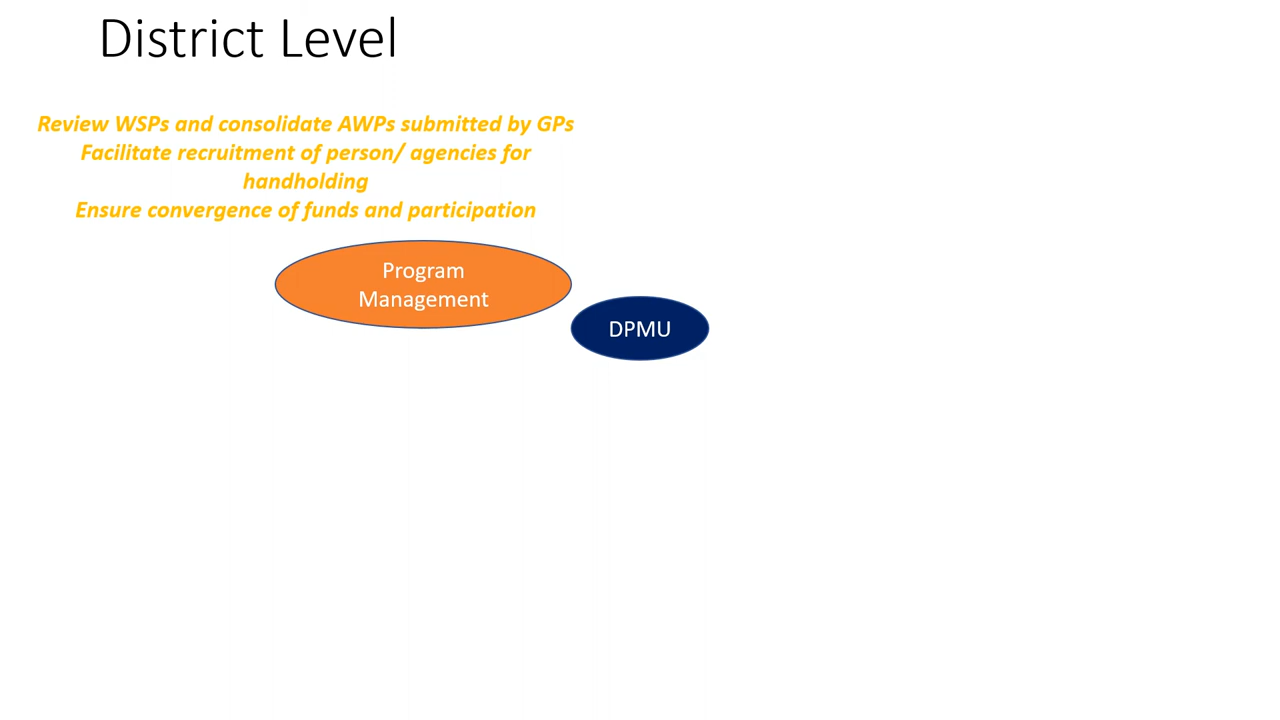 District Level
Review WSPs and consolidate AWPs submitted by GPs
Facilitate recruitment of person/ agencies for
handholding
Ensure convergence of funds and participation
Program
Management
DPMU